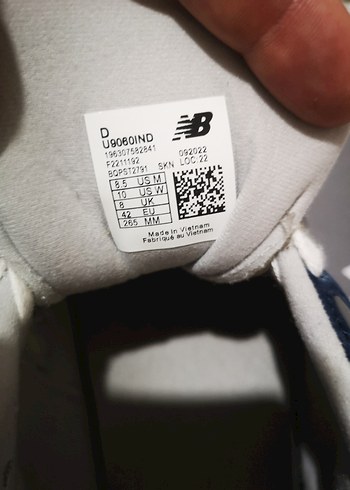 D
U9060IND
196307582841
F2211192
BQPST2791 SKN
092022
LOC:22
NB
8.5 US M
10 US W
8 UK
42 EU
265 MM
Made in Vietnam
Fabriqué au Vietnam